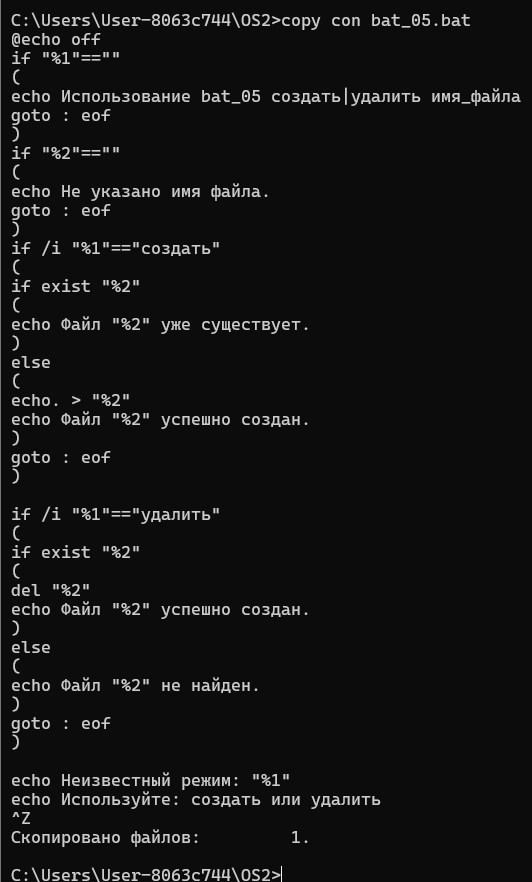 C:\Users\User-8063c744\OS2>copy con bat_05.bat
@echo off
if "%1"==""
(
echo Использование bat_05 создать|удалить имя_файла
goto : eof
)
if "%2"==""
(
echo Не указано имя файла.
goto : eof
)
if /i "%1"=="создать"
(
if exist "%2"
(
echo Файл "%2" уже существует.
)
else
(
echo. > "%2"
echo Файл "%2" успешно создан.
)
goto : eof
)

if /i "%1"=="удалить"
(
if exist "%2"
(
del "%2"
echo Файл "%2" успешно создан.
)
else
(
echo Файл "%2" не найден.
)
goto : eof
)

echo Неизвестный режим: "%1"
echo Используйте: создать или удалить
^Z
Скопировано файлов:         1.

C:\Users\User-8063c744\OS2>